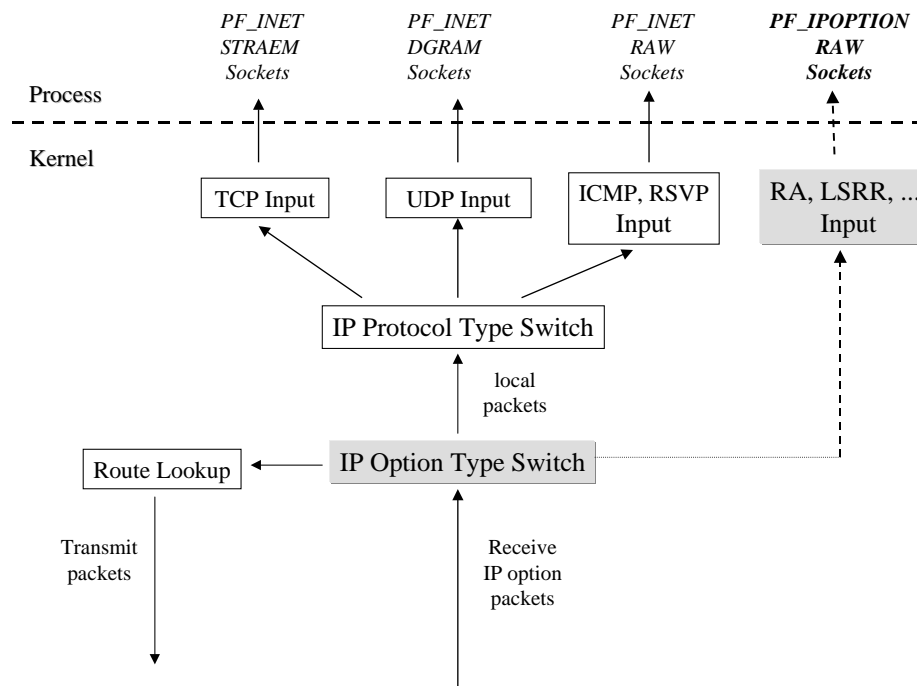 PF_INET
STRAEM
Sockets
PF_INET
DGRAM
Sockets
PF_INET
RAW
Sockets
PF_IPOPTION
RAW
Sockets
Process
Kernel
TCP Input
UDP Input
ICMP, RSVP
Input
RA, LSRR, ...
Input
IP Protocol Type Switch
local
packets
Route Lookup
IP Option Type Switch
Transmit
packets
Receive
IP option
packets